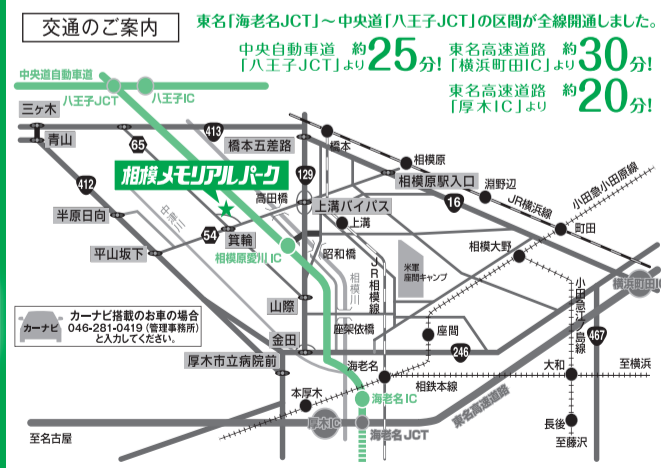 交通のご案内
東名「海老名JCT」～中央道「八王子JCT」の区間が全線開通しました。
中央自動車道
「八王子JCT」より
約25分!
東名高速道路
「横浜町田IC」より
約30分!
東名高速道路
「厚木IC」より
約20分!
中央道自動車道
八王子JCT
八王子IC
三ヶ木
青山
65
413
橋本五差路
橋本
相模原
相模原駅入口
淵野辺
JR横浜線
小田急小田原線
412
相模メモリアルパーク
129
高田橋
上溝バイパス
上溝
16
町田
半原日向
中津川
54
箕輪
平山坂下
相模原愛川IC
昭和橋
相模川
JR相模線
米軍
座間キャンプ
相模大野
横浜町田IC
小田急江ノ島線
467
カーナビ
カーナビ搭載のお車の場合
046-281-0419（管理事務所）
と入力してください。
山際
座架依橋
座間
金田
246
厚木市立病院前
海老名
大和
至横浜
相鉄本線
本厚木
海老名IC
東名高速道路
厚木IC
海老名JCT
長後
至名古屋
至藤沢